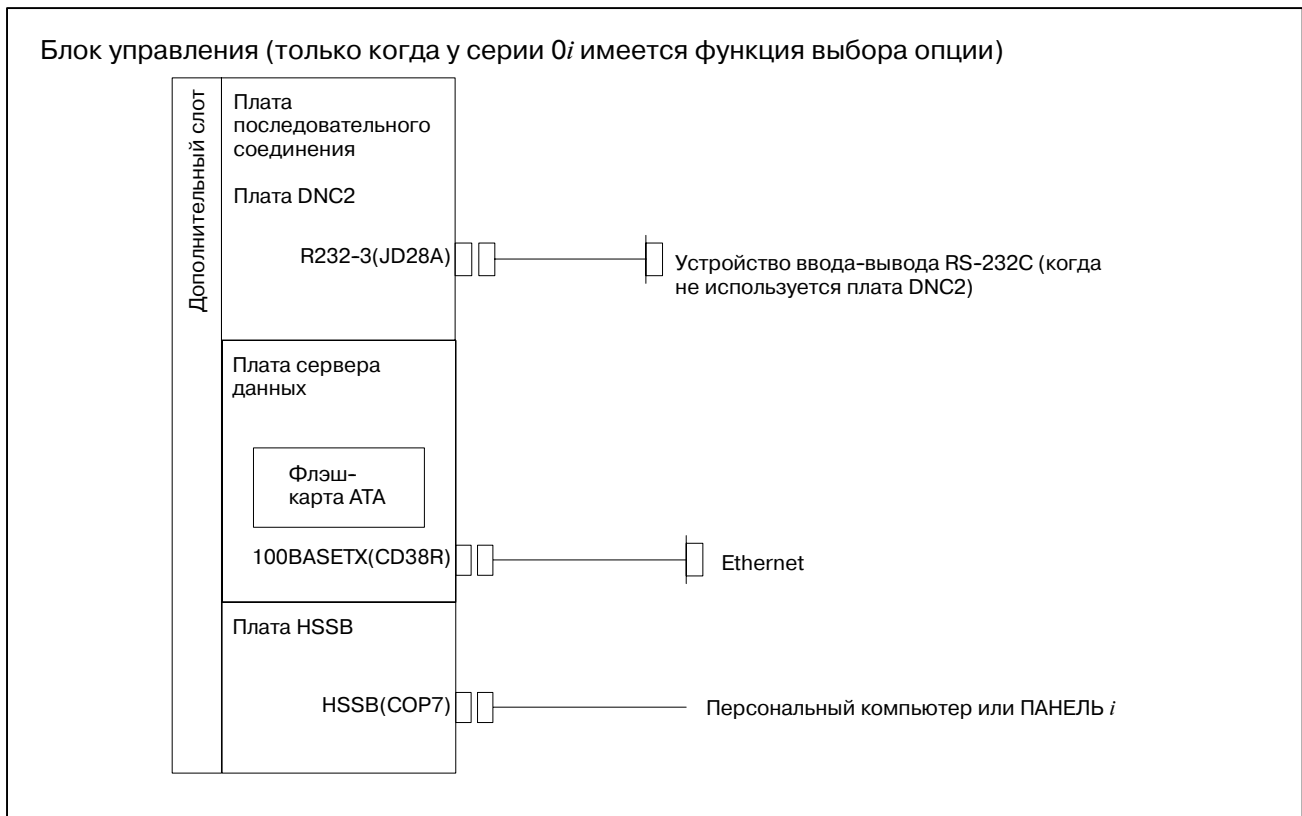 Блок управления (только когда у серии 0i имеется функция выбора опции)
Дополнительный слот
Плата
последовательного
соединения
Плата DNC2
R232-3(JD28A)
Устройство ввода-вывода RS-232C (когда
не используется плата DNC2)
Плата сервера
данных
Флэш-
карта ATA
100BASETX(CD38R)
Ethernet
Плата HSSB
HSSB(COP7)
Персональный компьютер или ПАНЕЛЬ i